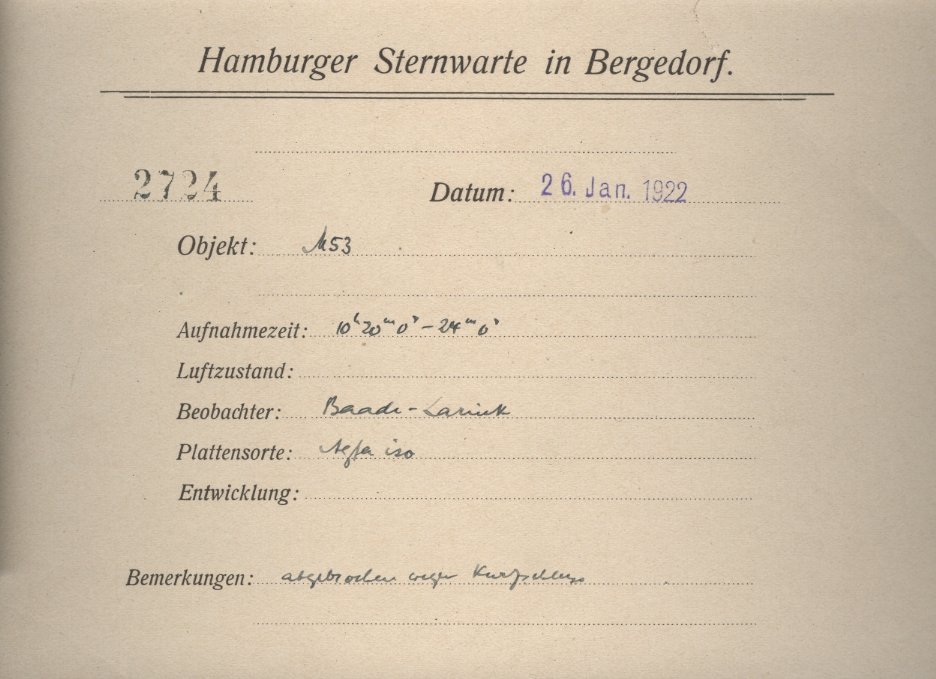 Hamburger Sternwarte in Bergedorf.
2724 Datum: 26. Jan. 1922
Objekt: M53
Aufnahmezeit: 10ʰ20ᵐ0ˢ – 24ᵐ0ˢ
Luftzustand:
Beobachter: Baade -
Plattensorte: Agfa iso
Entwicklung:
Bemerkungen: abgebrochen wegen Kurzschluss